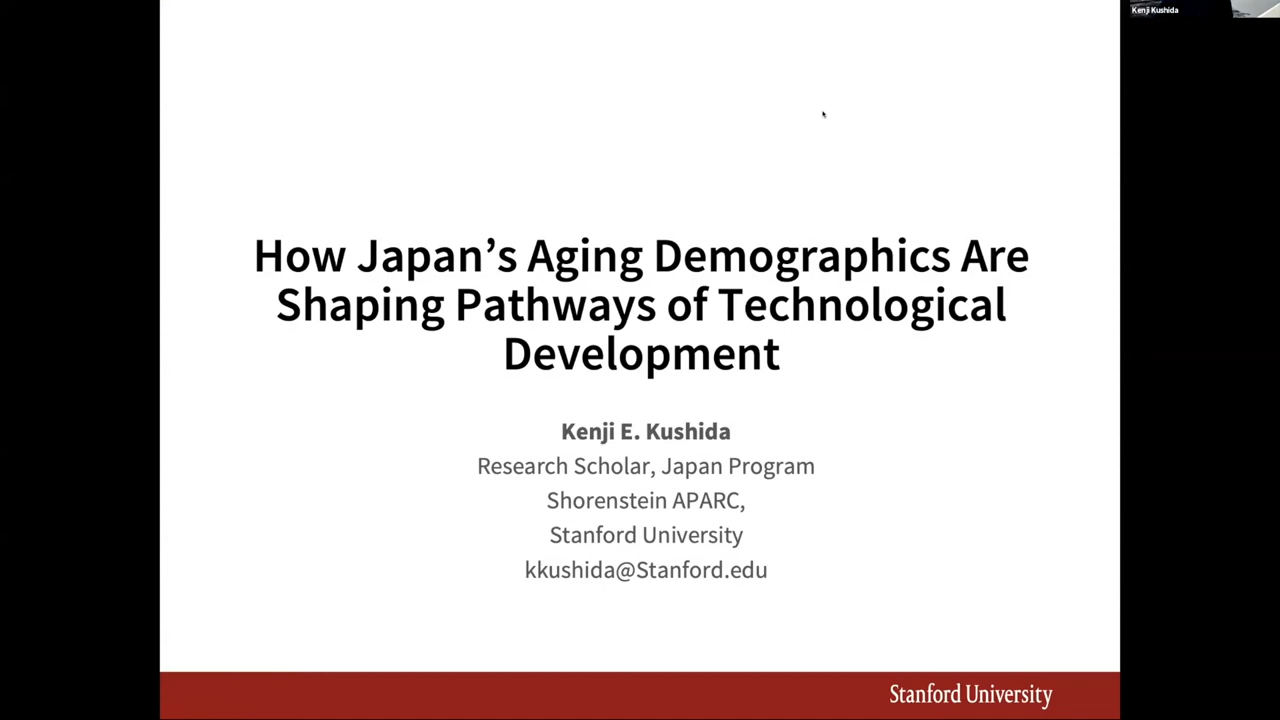 Kenji Kushida
How Japan’s Aging Demographics Are
Shaping Pathways of Technological
Development
Kenji E. Kushida
Research Scholar, Japan Program
Shorenstein APARC,
Stanford University
kkushida@Stanford.edu
Stanford University